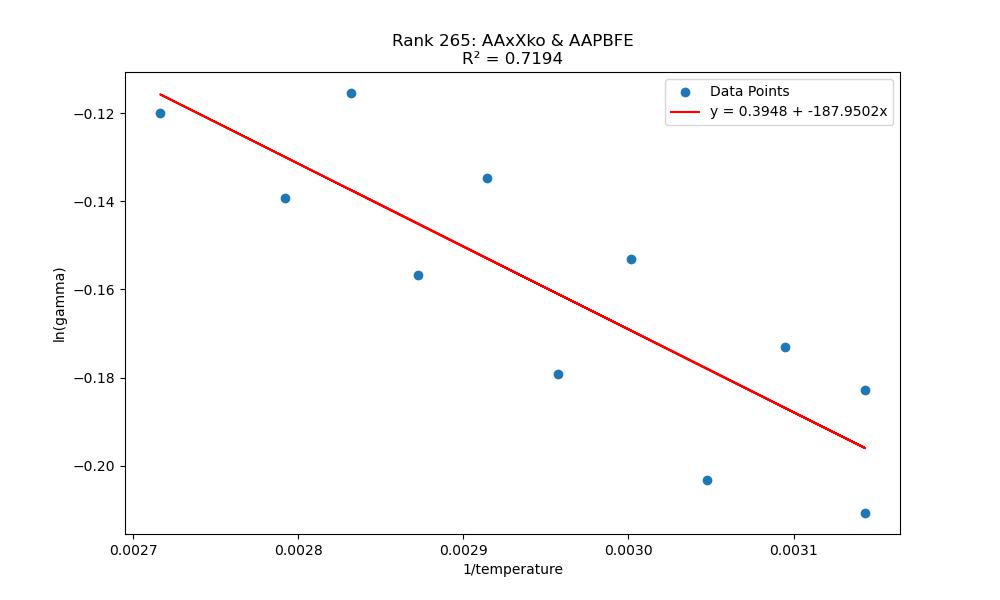 Rank 265: AAxXko & AAPBFE
R² = 0.7194
Data Points
y = 0.3948 + -187.9502x
ln(gamma)
−0.12
−0.14
−0.16
−0.18
−0.20
0.0027 0.0028 0.0029 0.0030 0.0031
1/temperature